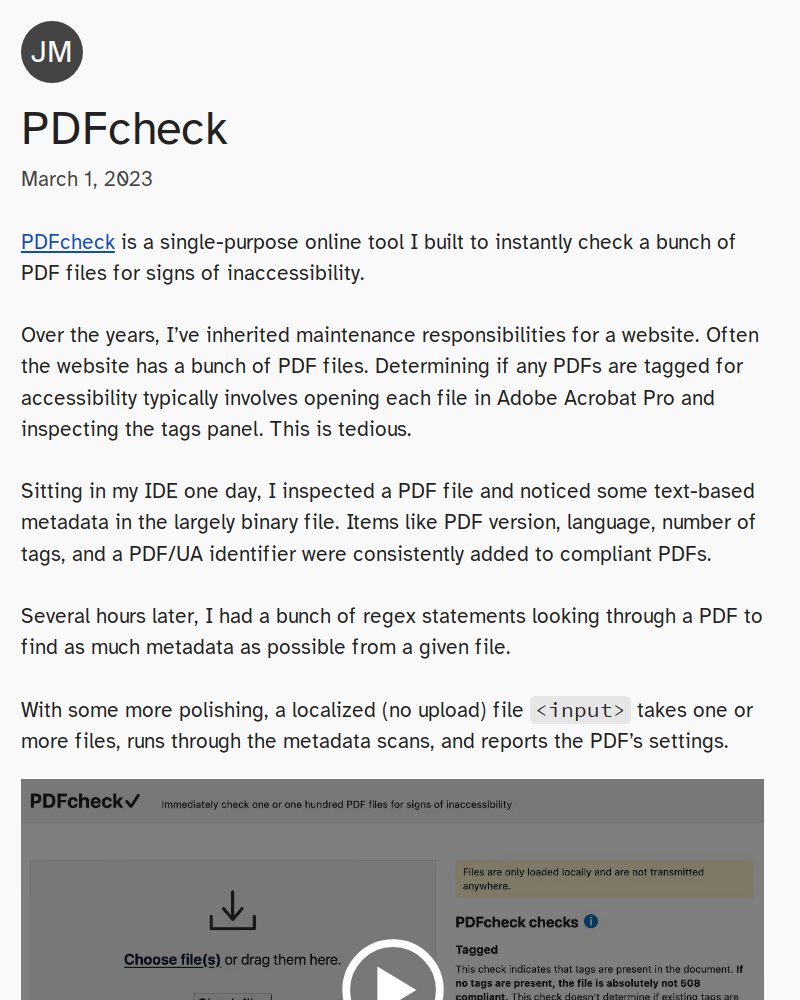 JM
PDFcheck
March 1, 2023
PDFcheck is a single-purpose online tool I built to instantly check a bunch of
PDF files for signs of inaccessibility.
Over the years, I’ve inherited maintenance responsibilities for a website. Often
the website has a bunch of PDF files. Determining if any PDFs are tagged for
accessibility typically involves opening each file in Adobe Acrobat Pro and
inspecting the tags panel. This is tedious.
Sitting in my IDE one day, I inspected a PDF file and noticed some text-based
metadata in the largely binary file. Items like PDF version, language, number of
tags, and a PDF/UA identifier were consistently added to compliant PDFs.
Several hours later, I had a bunch of regex statements looking through a PDF to
find as much metadata as possible from a given file.
With some more polishing, a localized (no upload) file <input> takes one or
more files, runs through the metadata scans, and reports the PDF’s settings.
PDFcheck✓ Immediately check one or one hundred PDF files for signs of inaccessibility
Choose file(s) or drag them here.
Files are only loaded locally and are not transmitted
anywhere.
PDFcheck checks
Tagged
This check indicates that tags are present in the document. If
no tags are present, the file is absolutely not 508
compliant. This check doesn't determine if existing tags are